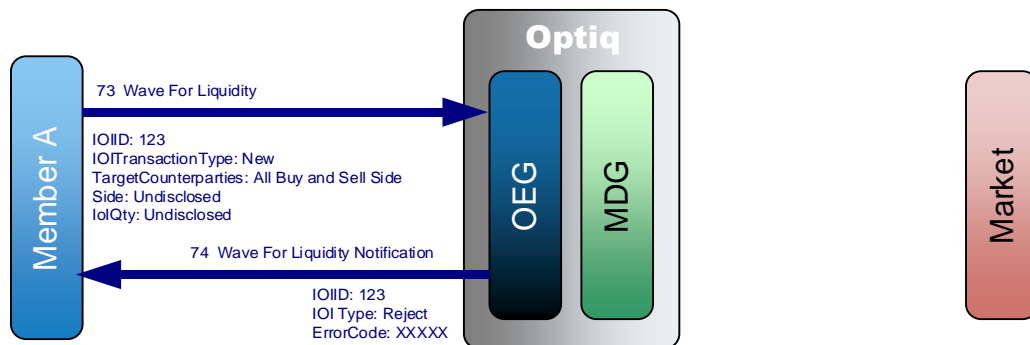 Optiq
Member A
73 Wave For Liquidity
IOIID: 123
IOITransactionType: New
TargetCounterparties: All Buy and Sell Side
Side: Undisclosed
IoIQty: Undisclosed
74 Wave For Liquidity Notification
IOIID: 123
IOI Type: Reject
ErrorCode: XXXXX
OEG
MDG
Market